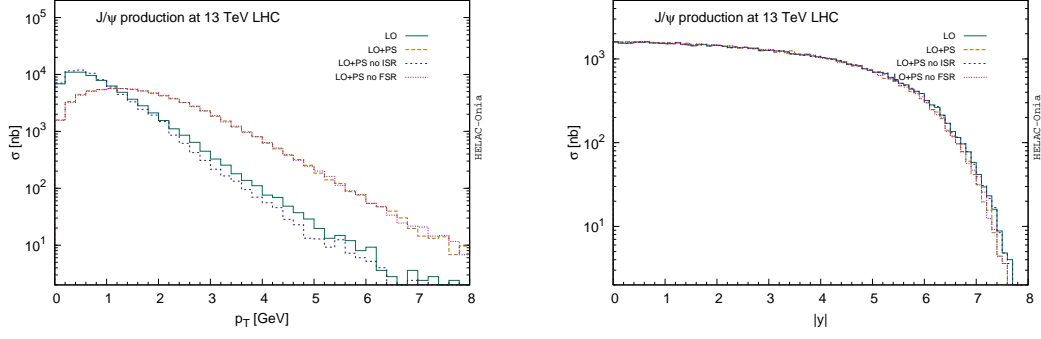 J/ψ production at 13 TeV LHC
LO
LO+PS
LO+PS no ISR
LO+PS no FSR
σ [nb]
10^5
10^4
10^3
10^2
10^1
0 1 2 3 4 5 6 7 8
p_T [GeV]
HELAC-Onia
J/ψ production at 13 TeV LHC
LO
LO+PS
LO+PS no ISR
LO+PS no FSR
σ [nb]
10^3
10^2
10^1
0 1 2 3 4 5 6 7 8
|y|
HELAC-Onia